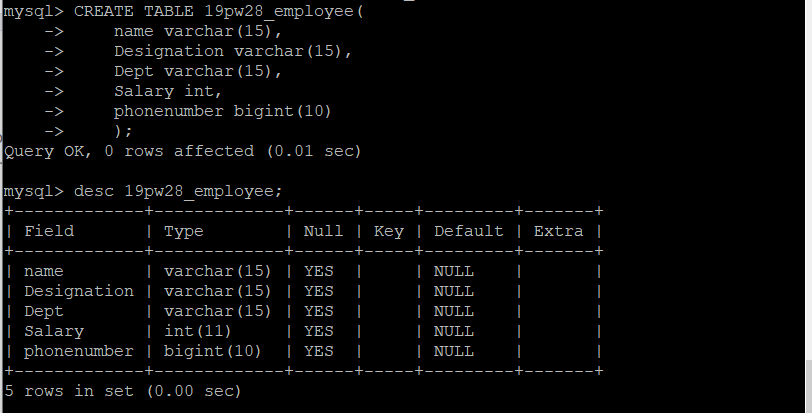 mysql> CREATE TABLE 19pw28_employee(
    ->     name varchar(15),
    ->     Designation varchar(15),
    ->     Dept varchar(15),
    ->     Salary int,
    ->     phonenumber bigint(10)
    ->     );
Query OK, 0 rows affected (0.01 sec)

mysql> desc 19pw28_employee;
+-------------+-------------+------+-----+---------+-------+
| Field       | Type        | Null | Key | Default | Extra |
+-------------+-------------+------+-----+---------+-------+
| name        | varchar(15) | YES  |     | NULL    |       |
| Designation | varchar(15) | YES  |     | NULL    |       |
| Dept        | varchar(15) | YES  |     | NULL    |       |
| Salary      | int(11)     | YES  |     | NULL    |       |
| phonenumber | bigint(10)  | YES  |     | NULL    |       |
+-------------+-------------+------+-----+---------+-------+
5 rows in set (0.00 sec)